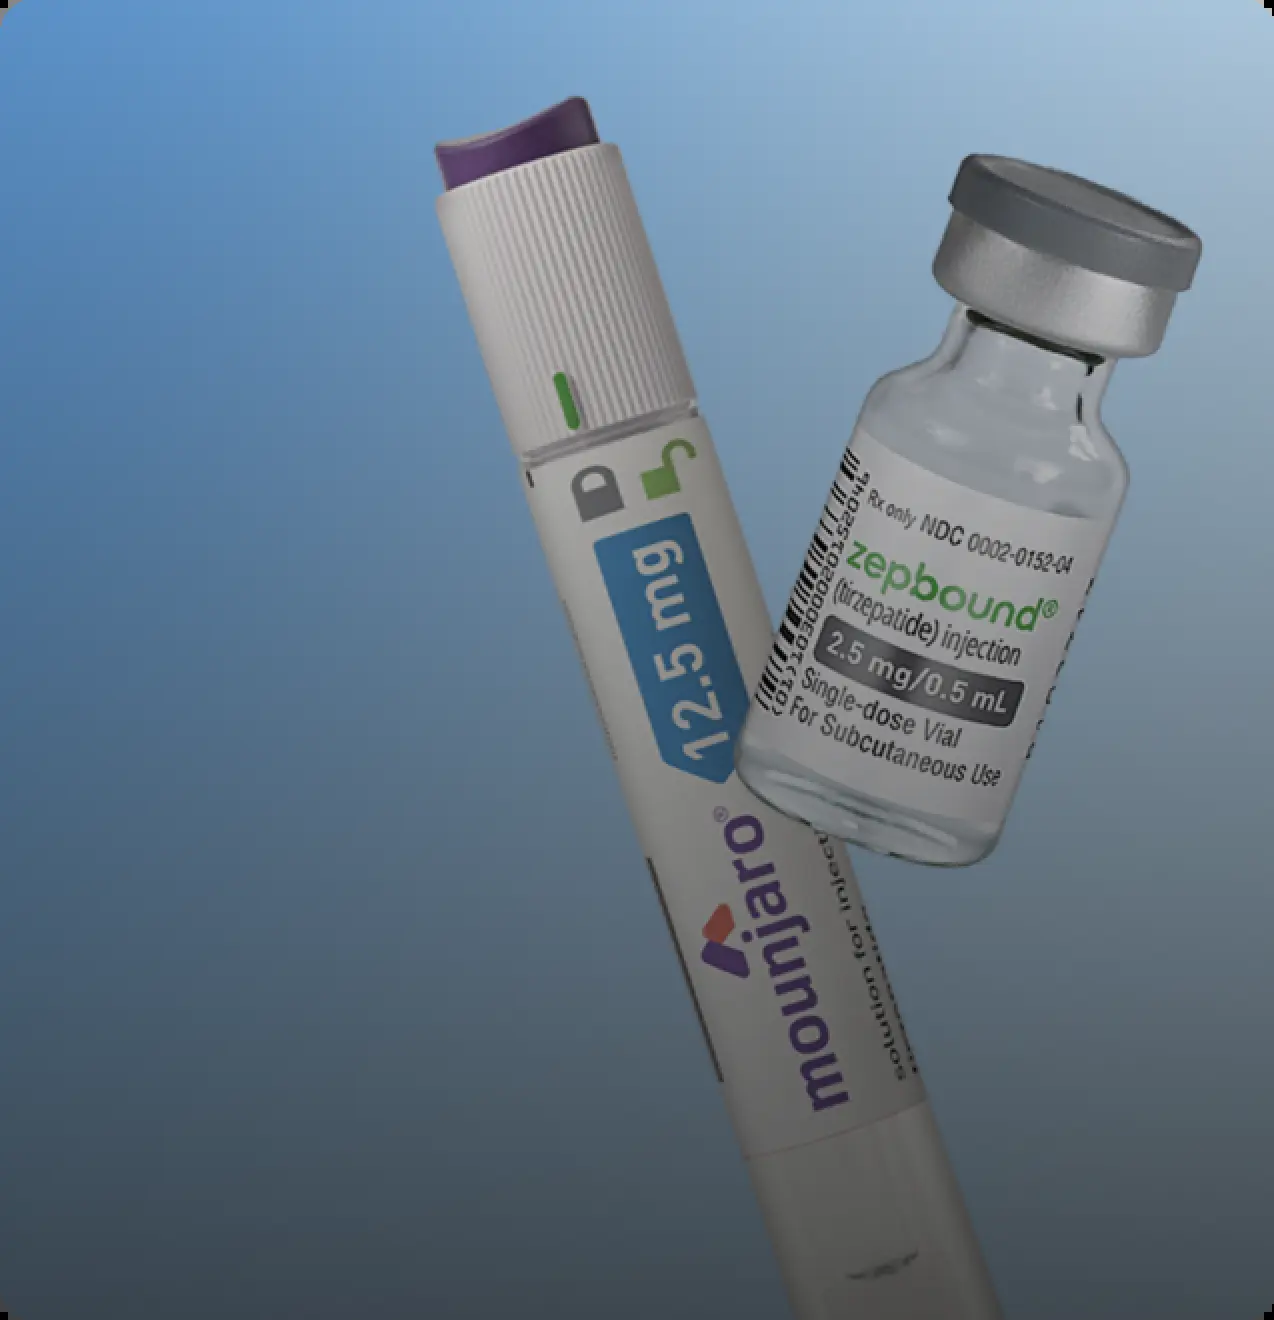 12.5 mg
mounjaro®
solution for inject
Rx only NDC 0002-0152-04
zepbound®
(tirzepatide) injection
2.5 mg/0.5 mL
Single-dose Vial
For Subcutaneous Use